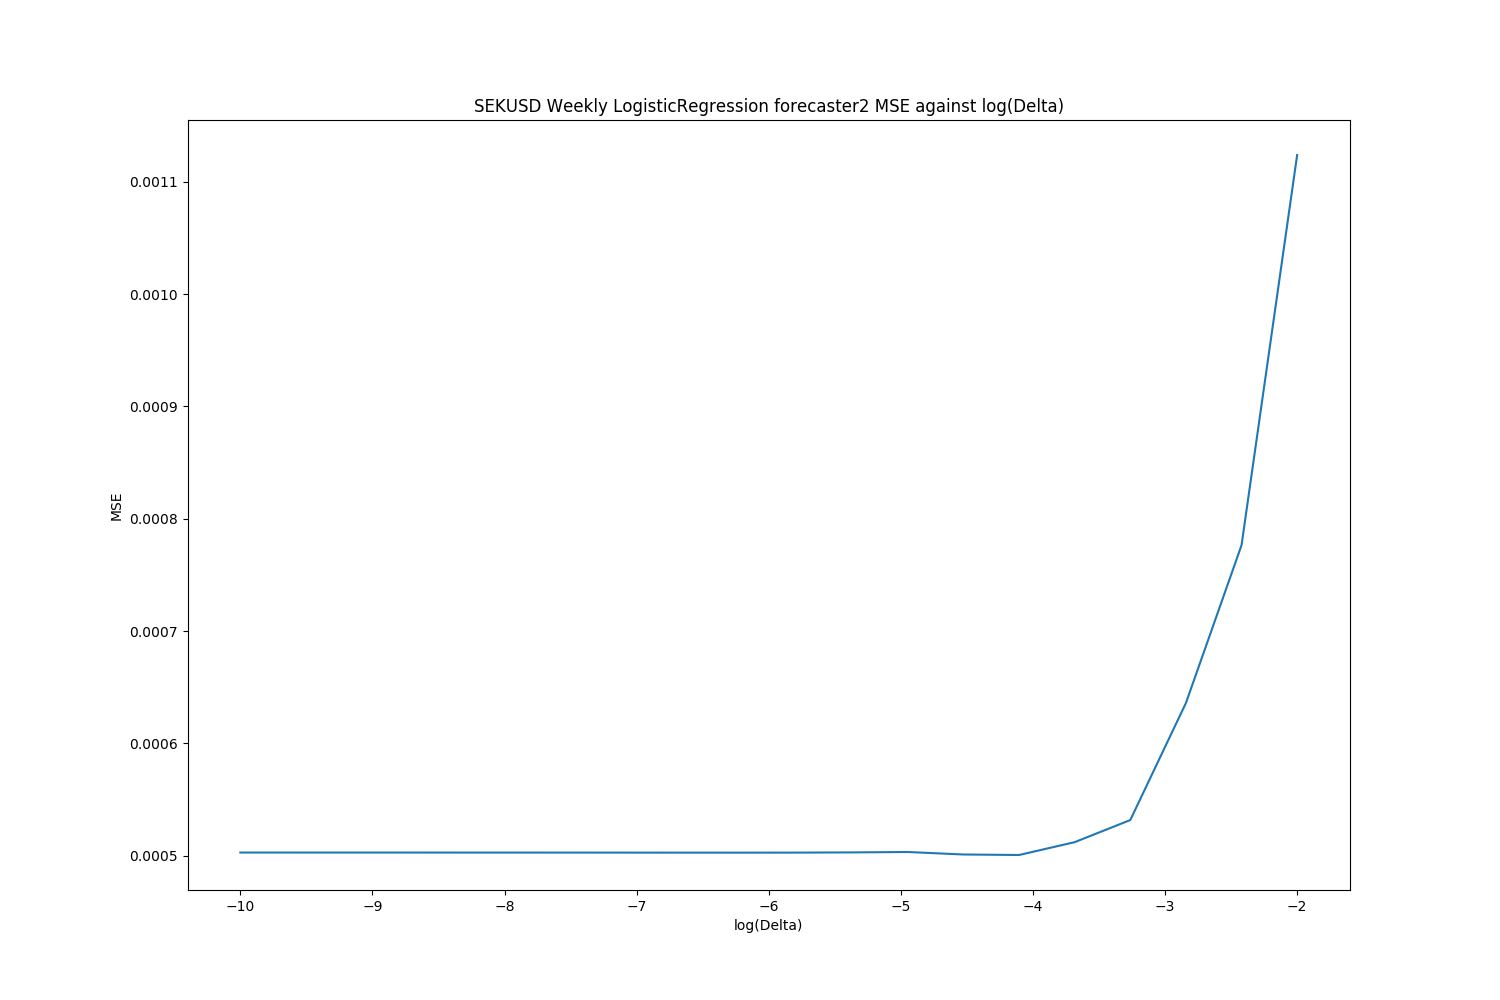 SEKUSD Weekly LogisticRegression forecaster2 MSE against log(Delta)
0.0011
0.0010
0.0009
0.0008
0.0007
0.0006
0.0005
MSE
−10 −9 −8 −7 −6 −5 −4 −3 −2
log(Delta)